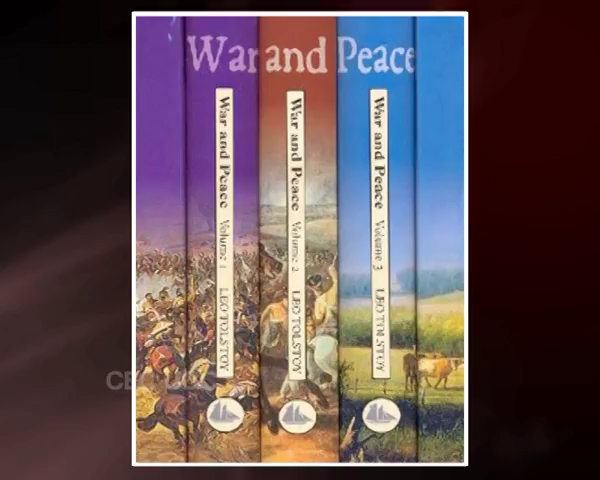 War and Peace
War and Peace Volume 1 LEO TOLSTOY
War and Peace Volume 2 LEO TOLSTOY
War and Peace Volume 3 LEO TOLSTOY